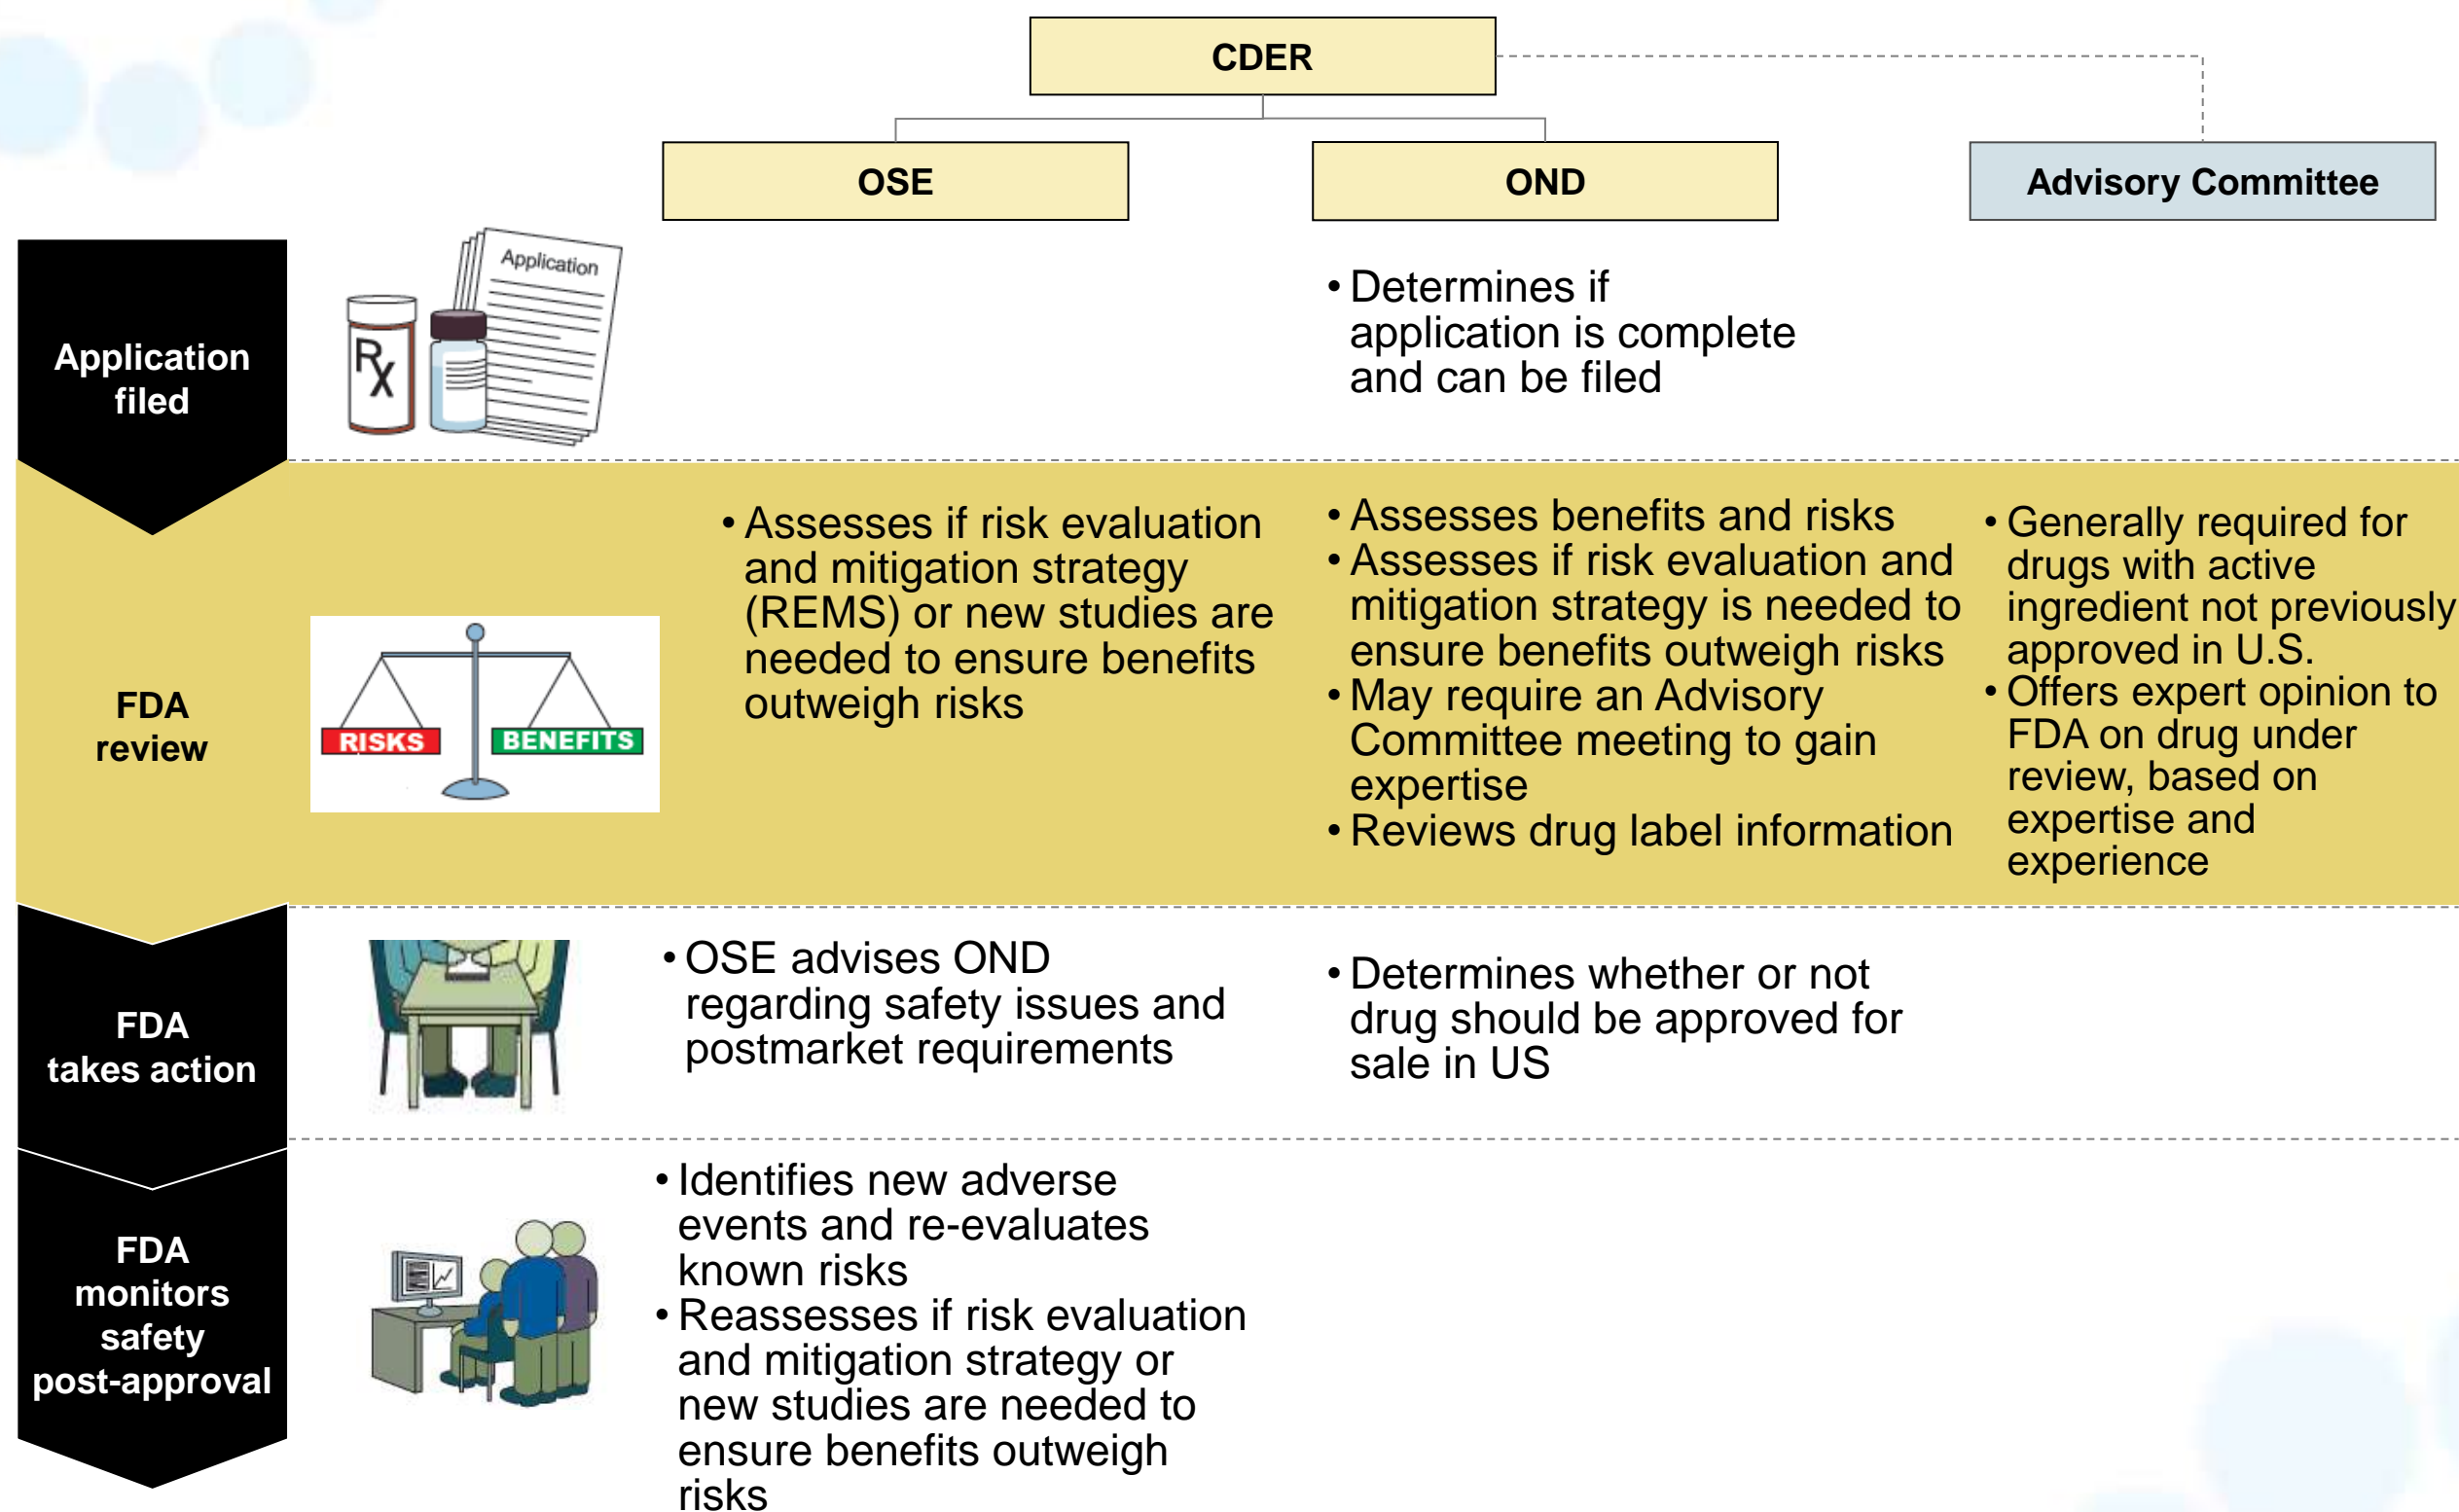 CDER
OSE
OND
Advisory Committee
Application
filed
Application
Rx
• Determines if
application is complete
and can be filed
FDA
review
RISKS
BENEFITS
• Assesses if risk evaluation
and mitigation strategy
(REMS) or new studies are
needed to ensure benefits
outweigh risks
• Assesses benefits and risks
• Assesses if risk evaluation and
mitigation strategy is needed to
ensure benefits outweigh risks
• May require an Advisory
Committee meeting to gain
expertise
• Reviews drug label information
• Generally required for
drugs with active
ingredient not previously
approved in U.S.
• Offers expert opinion to
FDA on drug under
review, based on
expertise and
experience
FDA
takes action
• OSE advises OND
regarding safety issues and
postmarket requirements
• Determines whether or not
drug should be approved for
sale in US
FDA
monitors
safety
post-approval
• Identifies new adverse
events and re-evaluates
known risks
• Reassesses if risk evaluation
and mitigation strategy or
new studies are needed to
ensure benefits outweigh
risks